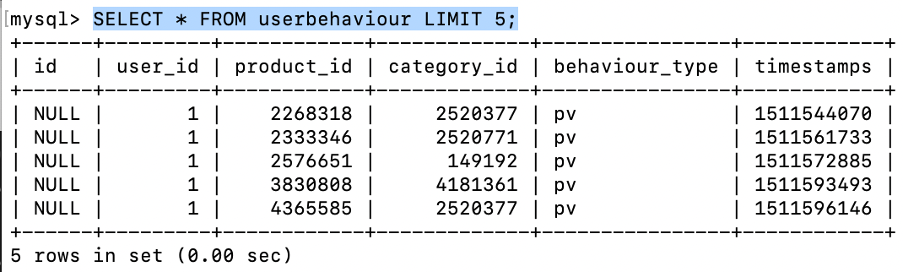 [mysql> SELECT * FROM userbehaviour LIMIT 5;
+------+---------+------------+-------------+----------------+------------+
| id   | user_id | product_id | category_id | behaviour_type | timestamps |
+------+---------+------------+-------------+----------------+------------+
| NULL |       1 |    2268318 |     2520377 | pv             | 1511544070 |
| NULL |       1 |    2333346 |     2520771 | pv             | 1511561733 |
| NULL |       1 |    2576651 |      149192 | pv             | 1511572885 |
| NULL |       1 |    3830808 |     4181361 | pv             | 1511593493 |
| NULL |       1 |    4365585 |     2520377 | pv             | 1511596146 |
+------+---------+------------+-------------+----------------+------------+
5 rows in set (0.00 sec)